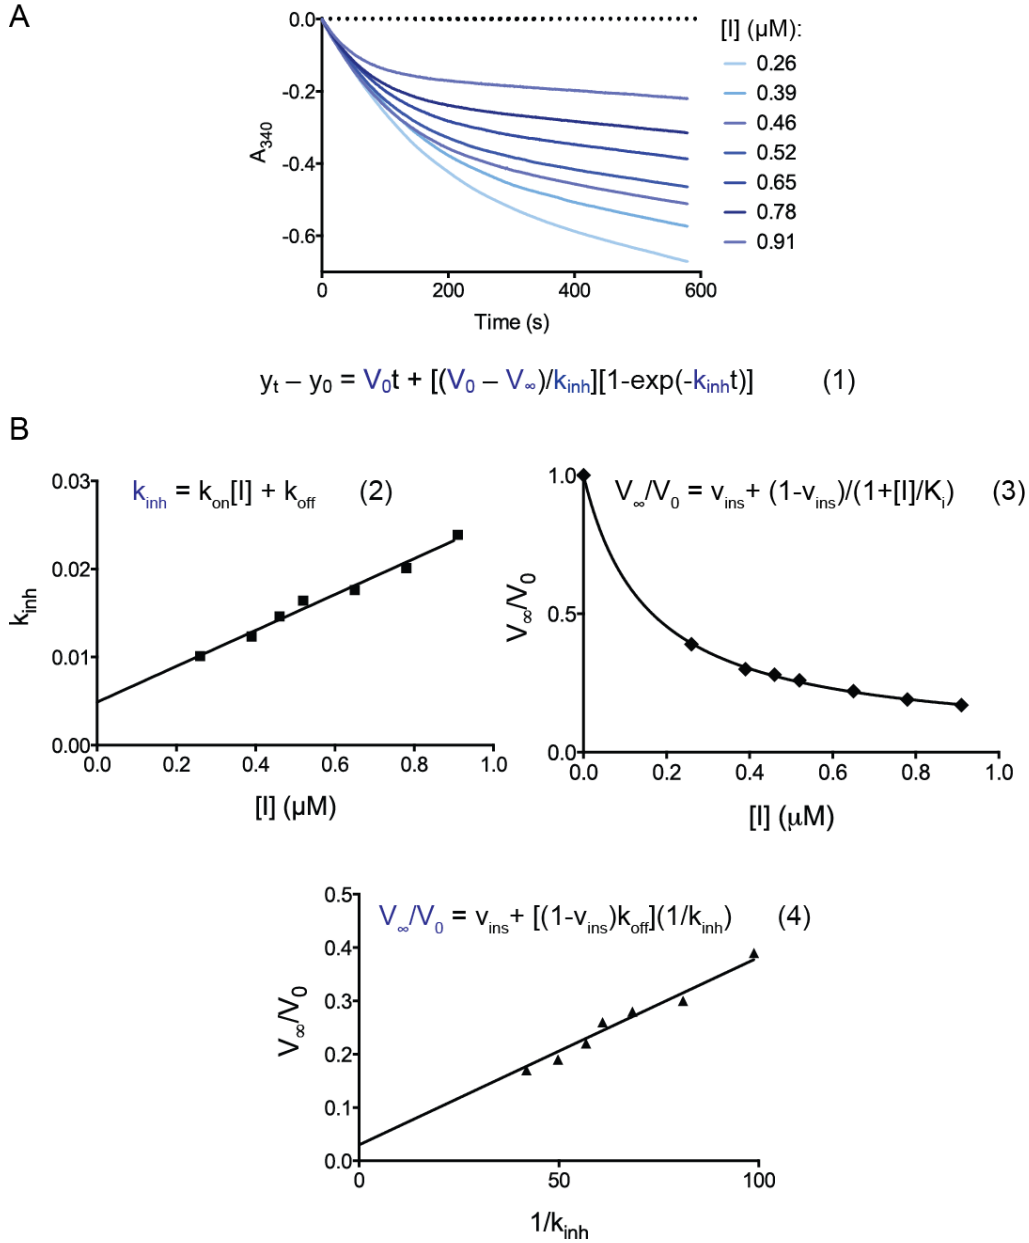 A
[I] (μM):
0.26
0.39
0.46
0.52
0.65
0.78
0.91
0.0
-0.2
-0.4
-0.6
A340
0 200 400 600
Time (s)
yt – y0 = V0t + [(V0 – V∞)/kinh][1-exp(-kinht)] (1)
B
kinh = kon[I] + koff (2)
0.03
0.02
0.01
0.00
kinh
0.0 0.2 0.4 0.6 0.8 1.0
[I] (μM)
V∞/V0 = vins+ (1-vins)/(1+[I]/Ki) (3)
1.0
0.5
0.0
V∞/V0
0.0 0.2 0.4 0.6 0.8 1.0
[I] (μM)
V∞/V0 = vins+ [(1-vins)koff](1/kinh) (4)
0.5
0.4
0.3
0.2
0.1
0.0
V∞/V0
0 50 100
1/kinh